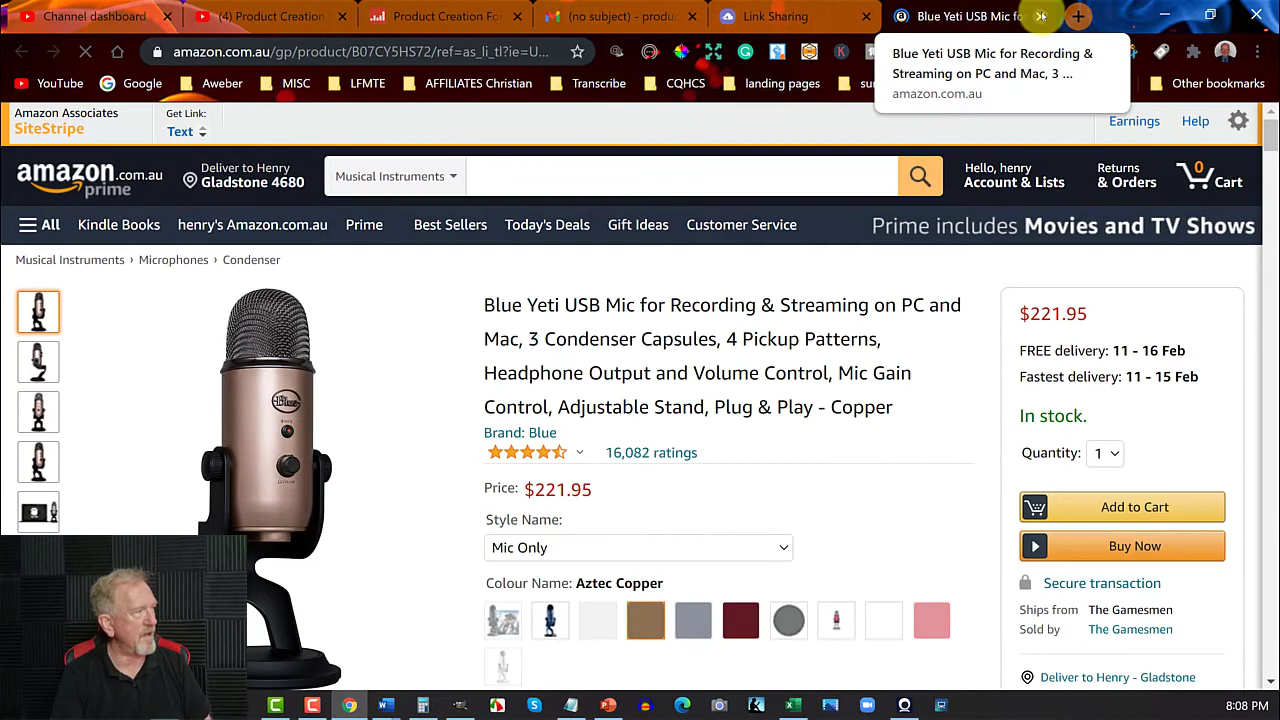 Channel dashboard
(4) Product Creation
Product Creation Fo
(no subject) - produc
Link Sharing
Blue Yeti USB Mic fo
amazon.com.au/gp/product/B07CY5HS7Z/ref=as_li_tl?ie=U...
Blue Yeti USB Mic for Recording &
Streaming on PC and Mac, 3 ...
amazon.com.au
YouTube
Google
Aweber
MISC
LFMTE
AFFILIATES Christian
Transcribe
CQHCS
landing pages
Other bookmarks
Amazon Associates
SiteStripe
Get Link:
Text
Earnings
Help
amazon.com.au
prime
Deliver to Henry
Gladstone 4680
Musical Instruments
Hello, henry
Account & Lists
Returns
& Orders
0
Cart
All
Kindle Books
henry's Amazon.com.au
Prime
Best Sellers
Today's Deals
Gift Ideas
Customer Service
Prime includes Movies and TV Shows
Musical Instruments › Microphones › Condenser
Blue Yeti USB Mic for Recording & Streaming on PC and
Mac, 3 Condenser Capsules, 4 Pickup Patterns,
Headphone Output and Volume Control, Mic Gain
Control, Adjustable Stand, Plug & Play - Copper
Brand: Blue
16,082 ratings
Price: $221.95
Style Name:
Mic Only
Colour Name: Aztec Copper
$221.95
FREE delivery: 11 - 16 Feb
Fastest delivery: 11 - 15 Feb
In stock.
Quantity: 1
Add to Cart
Buy Now
Secure transaction
Ships from The Gamesmen
Sold by The Gamesmen
Deliver to Henry - Gladstone
8:08 PM